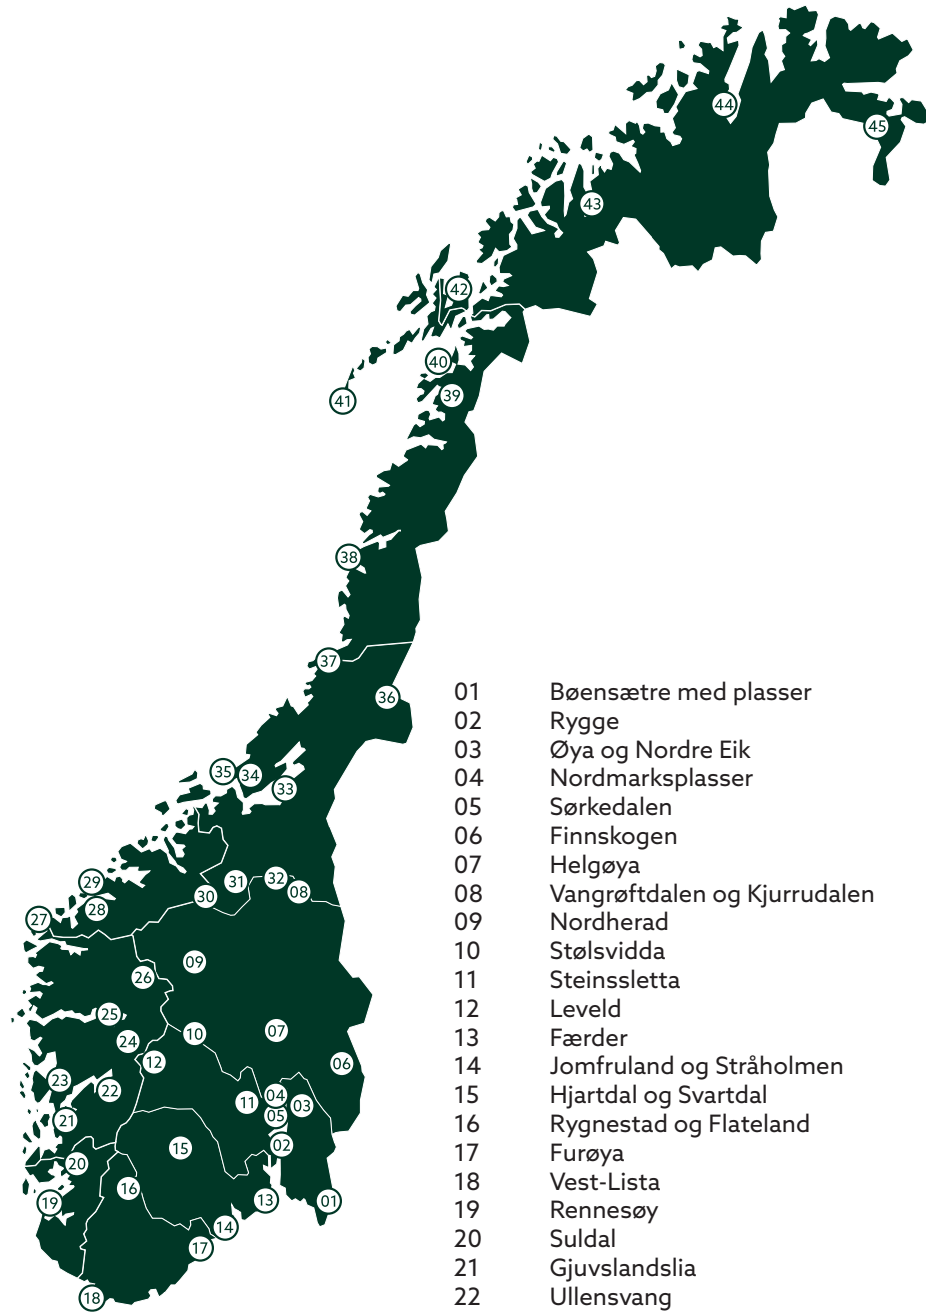 44
45
43
42
40
39
41
38
37
36
35
34
33
29
28
27
31
32
30
08
09
26
25
10
07
24
12
06
23
22
04
11
03
05
21
02
15
20
16
19
13
01
14
17
18
01 Bøensætre med plasser
02 Rygge
03 Øya og Nordre Eik
04 Nordmarksplasser
05 Sørkedalen
06 Finnskogen
07 Helgøya
08 Vangrøftdalen og Kjurrudalen
09 Nordherad
10 Stølsvidda
11 Steinssletta
12 Leveld
13 Færder
14 Jomfruland og Stråholmen
15 Hjartdal og Svartdal
16 Rygnestad og Flateland
17 Furøya
18 Vest-Lista
19 Rennesøy
20 Suldal
21 Gjuvslandslia
22 Ullensvang